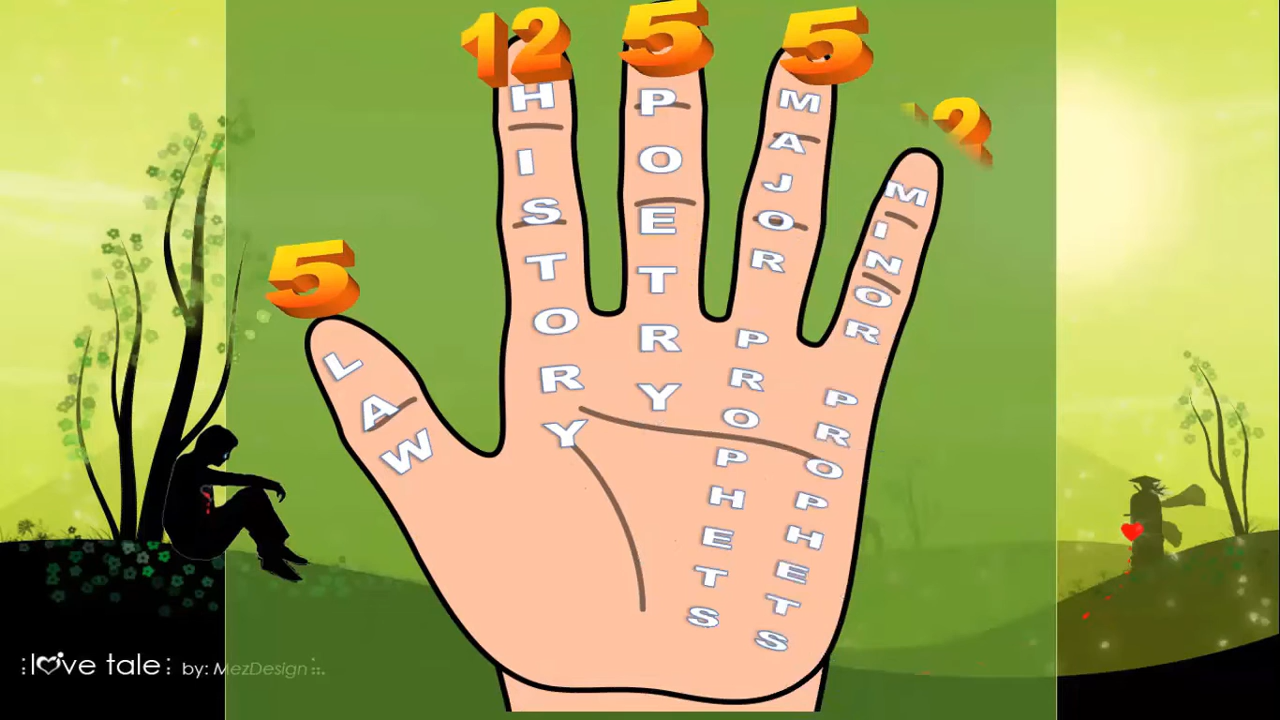 12
5
5
2
5
LAW
HISTORY
POETRY
MAJOR PROPHETS
MINOR PROPHETS
:love tale: by: MezDesign ::.